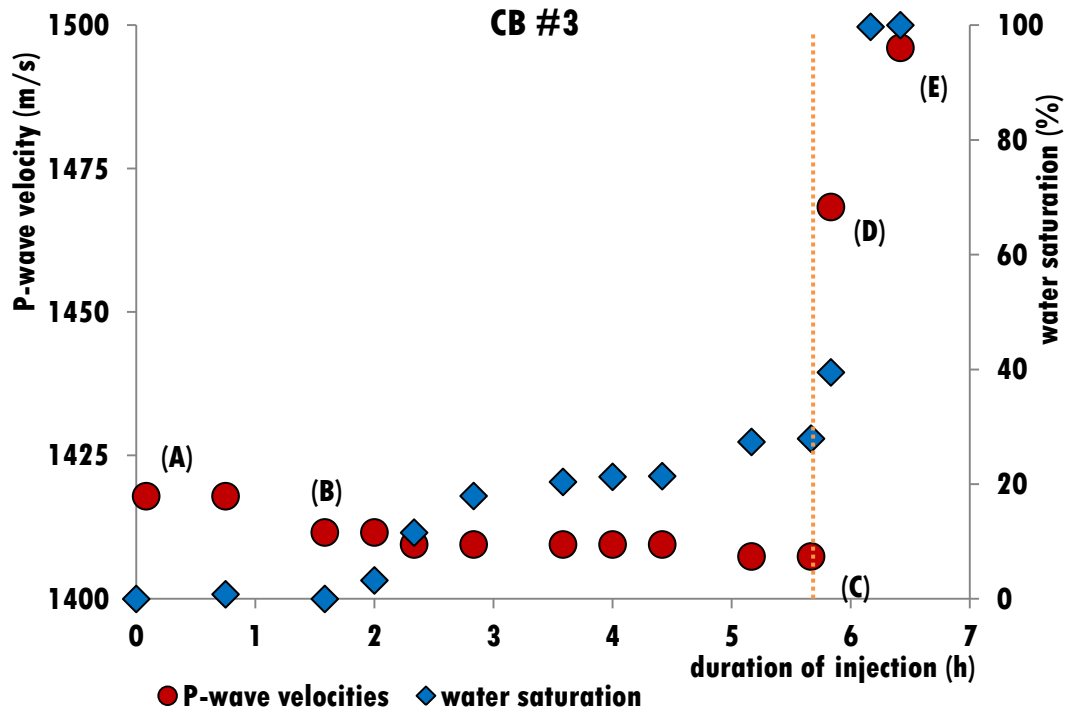 CB #3
P-wave velocity (m/s)
1500
1475
1450
1425
1400
water saturation (%)
100
80
60
40
20
0
(A)
(B)
(C)
(D)
(E)
0 1 2 3 4 5 6 7
duration of injection (h)
P-wave velocities water saturation